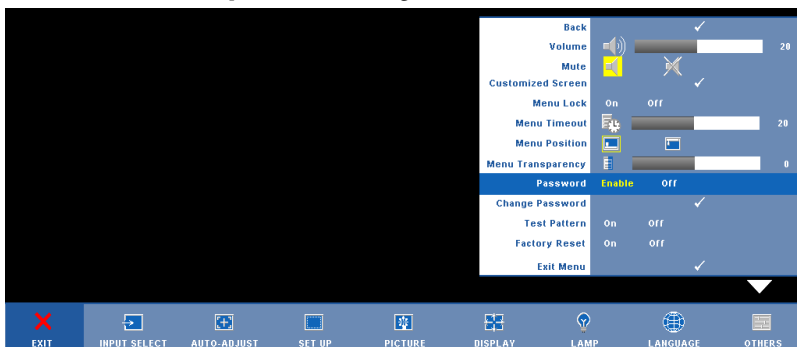 Back
Volume 20
Mute
Customized Screen
Menu Lock On Off
Menu Timeout 20
Menu Position
Menu Transparency 0
Password Enable Off
Change Password
Test Pattern On Off
Factory Reset On Off
Exit Menu
EXIT INPUT SELECT AUTO-ADJUST SET UP PICTURE DISPLAY LAMP LANGUAGE OTHERS